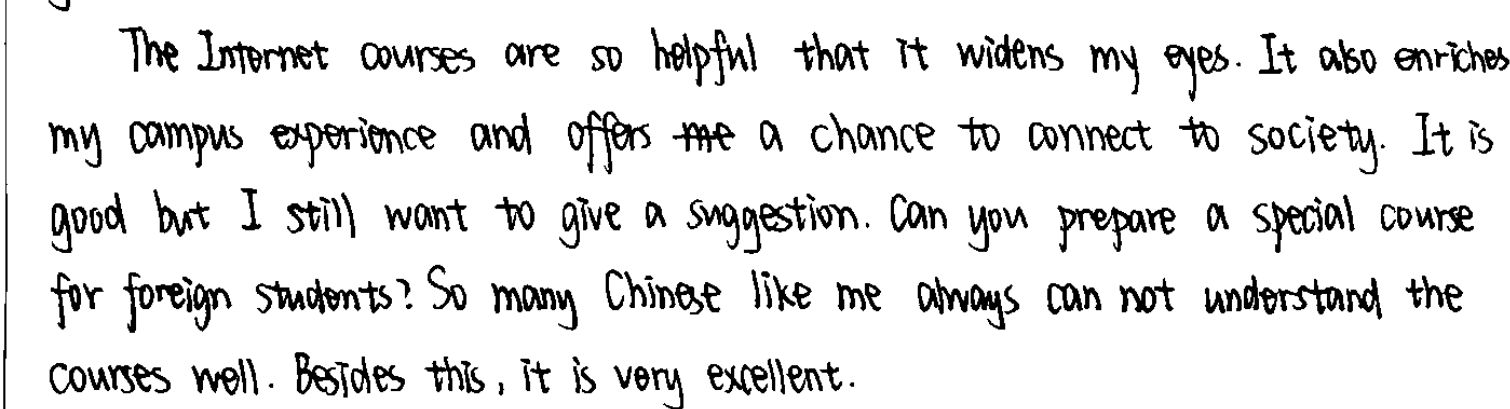 The Internet courses are so helpful that it widens my eyes. It also enriches
my campus experience and offers me a chance to connect to society. It is
good but I still want to give a suggestion. Can you prepare a special course
for foreign students? So many Chinese like me always can not understand the
courses well. Besides this, it is very excellent.